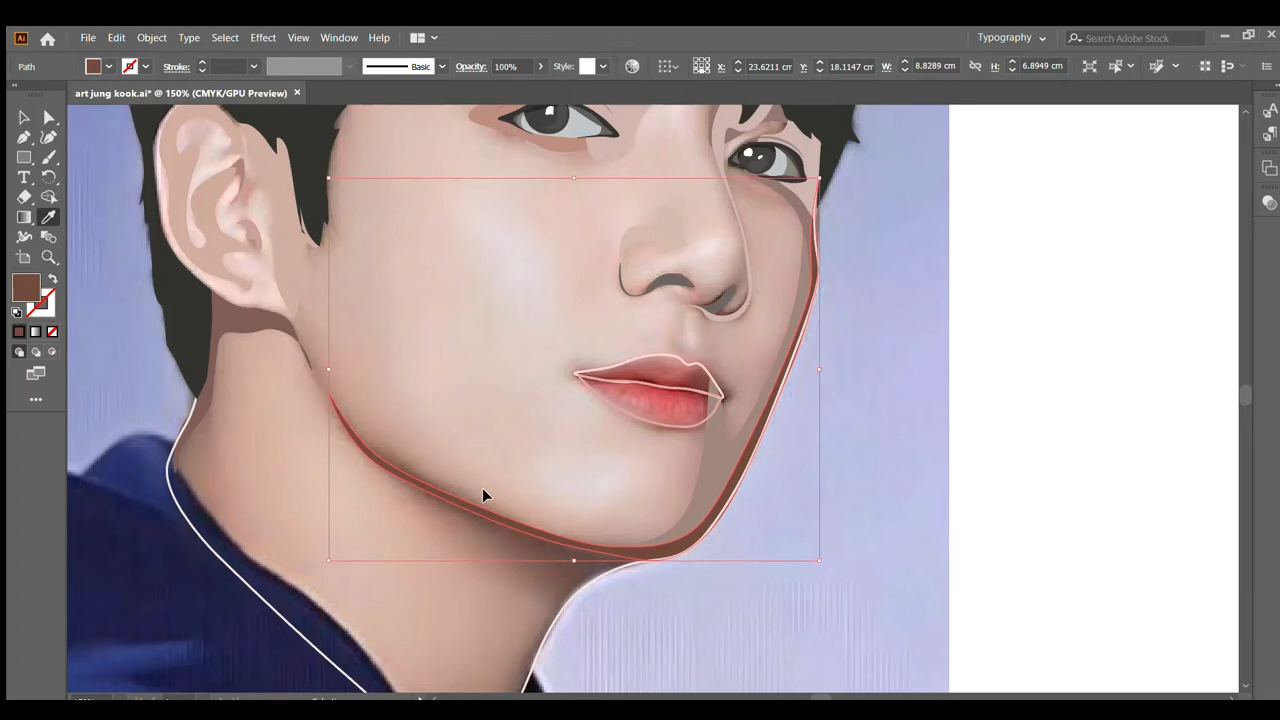 Ai File Edit Object Type Select Effect View Window Help Typography Search Adobe Stock
Path Stroke: Basic Opacity: 100% Style: X: 23.6211 cm Y: 18.1147 cm W: 8.8289 cm H: 6.8949 cm
art jung kook.ai* @ 150% (CMYK/GPU Preview)